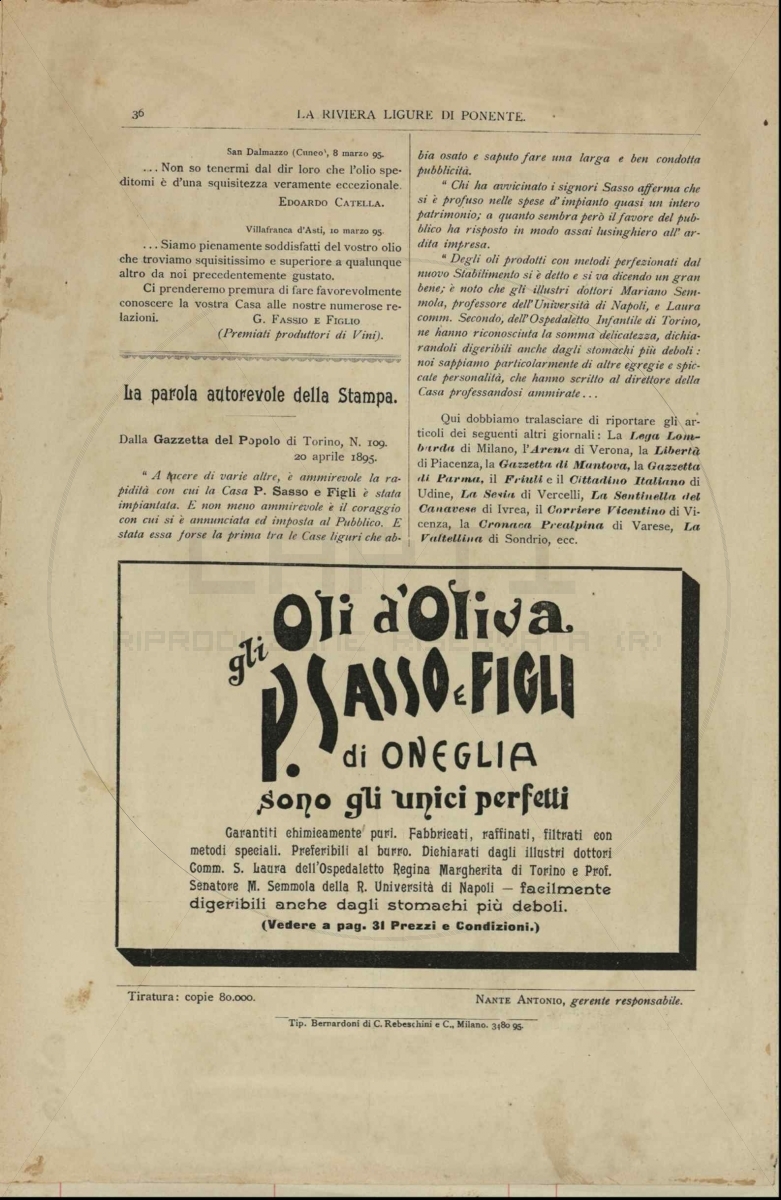 36
LA RIVIERA LIGURE DI PONENTE.
San Dalmazzo (Cuneo), 8 marzo 95.
... Non so tenermi dal dir loro che l'olio spe-
ditomi è d'una squisitezza veramente eccezionale.
EDOARDO CATELLA.
Villafranca d'Asti, 10 marzo 95.
... Siamo pienamente soddisfatti del vostro olio
che troviamo squisitissimo e superiore a qualunque
altro da noi precedentemente gustato.
Ci prenderemo premura di fare favorevolmente
conoscere la vostra Casa alle nostre numerose re-
lazioni. G. FASSIO E FIGLIO
(Premiati produttori di Vini).
La parola autorevole della Stampa.
Dalla Gazzetta del Popolo di Torino, N. 109.
20 aprile 1895.
" A tacere di varie altre, è ammirevole la ra-
pidità con cui la Casa P. Sasso e Figli è stata
impiantata. E non meno ammirevole è il coraggio
con cui si è annunciata ed imposta al Pubblico. E
stata essa forse la prima tra le Case liguri che ab-
bia osato e saputo fare una larga e ben condotta
pubblicità.
" Chi ha avvicinato i signori Sasso afferma che
si è profuso nelle spese d'impianto quasi un intero
patrimonio; a quanto sembra però il favore del pub-
blico ha risposto in modo assai lusinghiero all' ar-
dita impresa.
" Degli oli prodotti con metodi perfezionati dal
nuovo Stabilimento si è detto e si va dicendo un gran
bene; è noto che gli illustri dottori Mariano Sem-
mola, professore dell'Università di Napoli, e Laura
comm. Secondo, dell'Ospedaletto Infantile di Torino,
ne hanno riconosciuta la somma delicatezza, dichia-
randoli digeribili anche dagli stomachi più deboli :
noi sappiamo particolarmente di altre egregie e spic-
cate personalità, che hanno scritto al direttore della
Casa professandosi ammirate . . .
Qui dobbiamo tralasciare di riportare gli ar-
ticoli dei seguenti altri giornali : La Lega Lom-
barda di Milano, l'Arena di Verona, la Libertà
di Piacenza, la Gazzetta di Mantova, la Gazzetta
di Parma, il Friuli e il Cittadino Italiano di
Udine, La Sesia di Vercelli, La Sentinella del
Canavese di Ivrea, il Corriere Vicentino di Vi-
cenza, la Cronaca Prealpina di Varese, La
Valtellina di Sondrio, ecc.
gli Oli d'Oliva
P. SASSO E FIGLI
di ONEGLIA
sono gli unici perfetti
Garantiti chimicamente puri. Fabbricati, raffinati, filtrati con
metodi speciali. Preferibili al burro. Dichiarati dagli illustri dottori
Comm. S. Laura dell'Ospedaletto Regina Margherita di Torino e Prof.
Senatore M. Semmola della R. Università di Napoli — facilmente
digeribili anche dagli stomachi più deboli.
(Vedere a pag. 31 Prezzi e Condizioni.)
Tiratura: copie 80.000.
NANTE ANTONIO, gerente responsabile.
Tip. Bernardoni di C. Rebeschini e C., Milano. 3480 95.